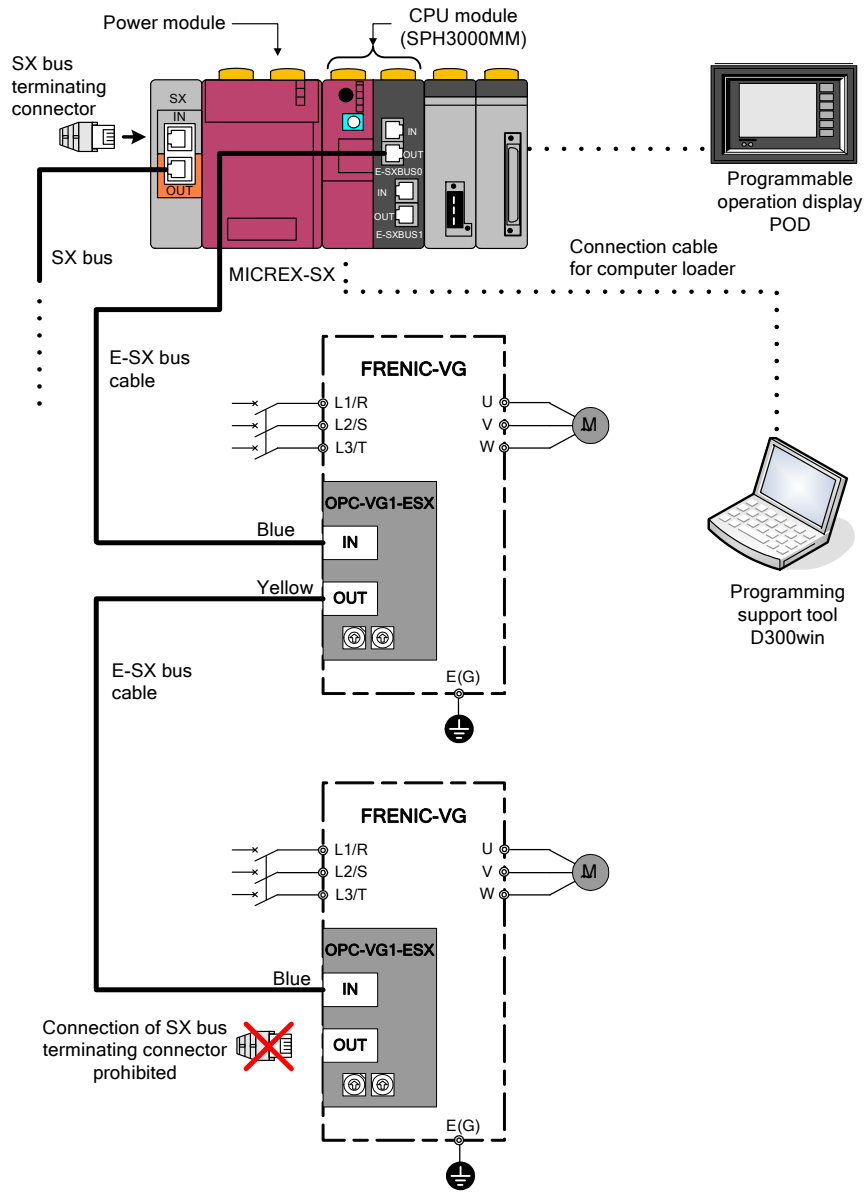 Power module
CPU module
(SPH3000MM)
SX bus
terminating
connector
SX
IN
OUT
IN
OUT
E-SXBUS0
IN
OUT
E-SXBUS1
Programmable
operation display
POD
SX bus
MICREX-SX
Connection cable
for computer loader
E-SX bus
cable
FRENIC-VG
L1/R
L2/S
L3/T
U
V
W
M
OPC-VG1-ESX
Blue
IN
Yellow
OUT
Programming
support tool
D300win
E-SX bus
cable
E(G)
FRENIC-VG
L1/R
L2/S
L3/T
U
V
W
M
OPC-VG1-ESX
Blue
IN
Connection of SX bus
terminating connector
prohibited
OUT
E(G)